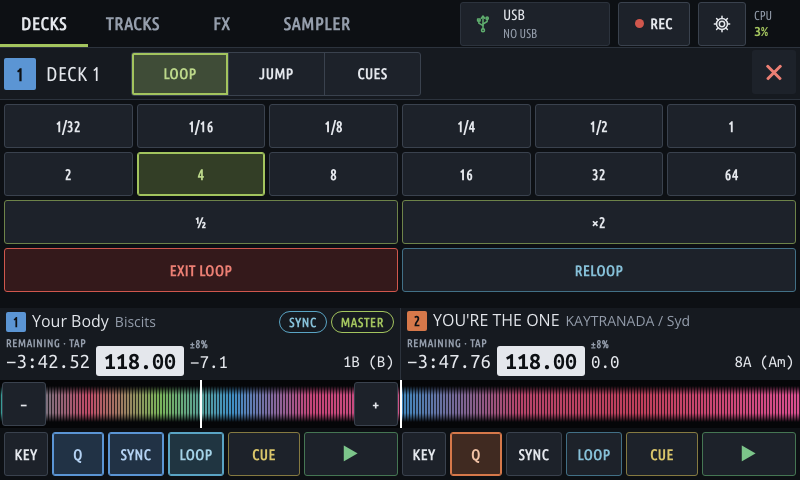 DECKS TRACKS FX SAMPLER USB NO USB REC CPU 3%
1 DECK 1 LOOP JUMP CUES
1/32 1/16 1/8 1/4 1/2 1
2 4 8 16 32 64
½ ×2
EXIT LOOP RELOOP
1 Your Body Biscits SYNC MASTER
REMAINING · TAP ±8%
−3:42.52 118.00 −7.1 1B (B)
2 YOU'RE THE ONE KAYTRANADA / Syd
REMAINING · TAP ±8%
−3:47.76 118.00 0.0 8A (Am)
− +
KEY Q SYNC LOOP CUE
KEY Q SYNC LOOP CUE